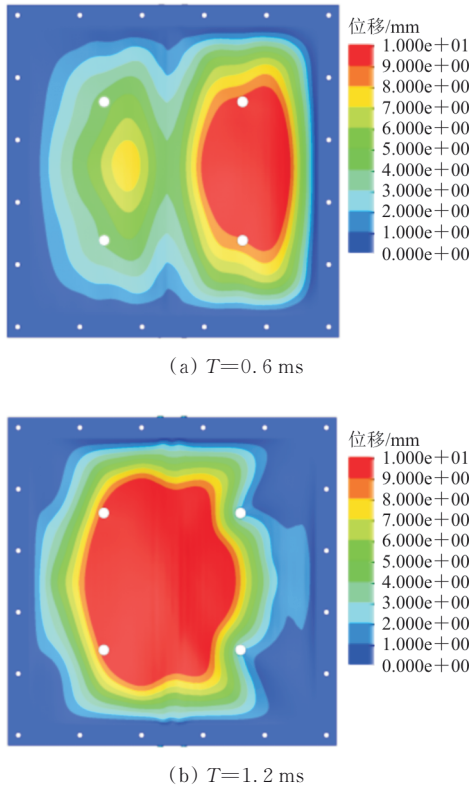 位移/mm
1.000e+01
9.000e+00
8.000e+00
7.000e+00
6.000e+00
5.000e+00
4.000e+00
3.000e+00
2.000e+00
1.000e+00
0.000e+00
(a) T=0.6 ms
位移/mm
1.000e+01
9.000e+00
8.000e+00
7.000e+00
6.000e+00
5.000e+00
4.000e+00
3.000e+00
2.000e+00
1.000e+00
0.000e+00
(b) T=1.2 ms